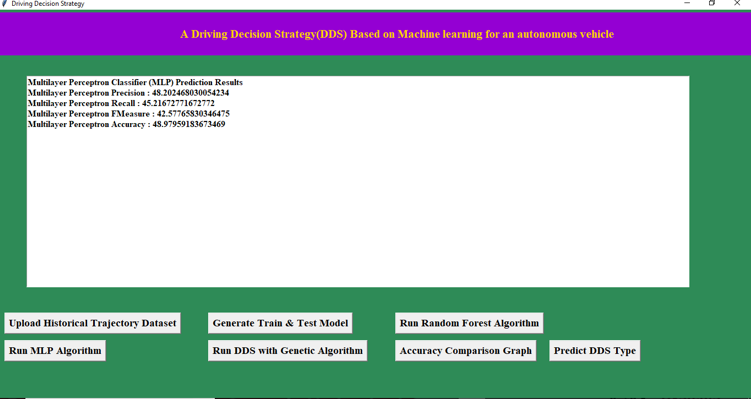 Driving Decision Strategy
A Driving Decision Strategy(DDS) Based on Machine learning for an autonomous vehicle
Multilayer Perceptron Classifier (MLP) Prediction Results
Multilayer Perceptron Precision : 48.202468030054234
Multilayer Perceptron Recall : 45.21672771672772
Multilayer Perceptron FMeasure : 42.57765830346475
Multilayer Perceptron Accuracy : 48.97959183673469
Upload Historical Trajectory Dataset Generate Train & Test Model Run Random Forest Algorithm
Run MLP Algorithm Run DDS with Genetic Algorithm Accuracy Comparison Graph Predict DDS Type